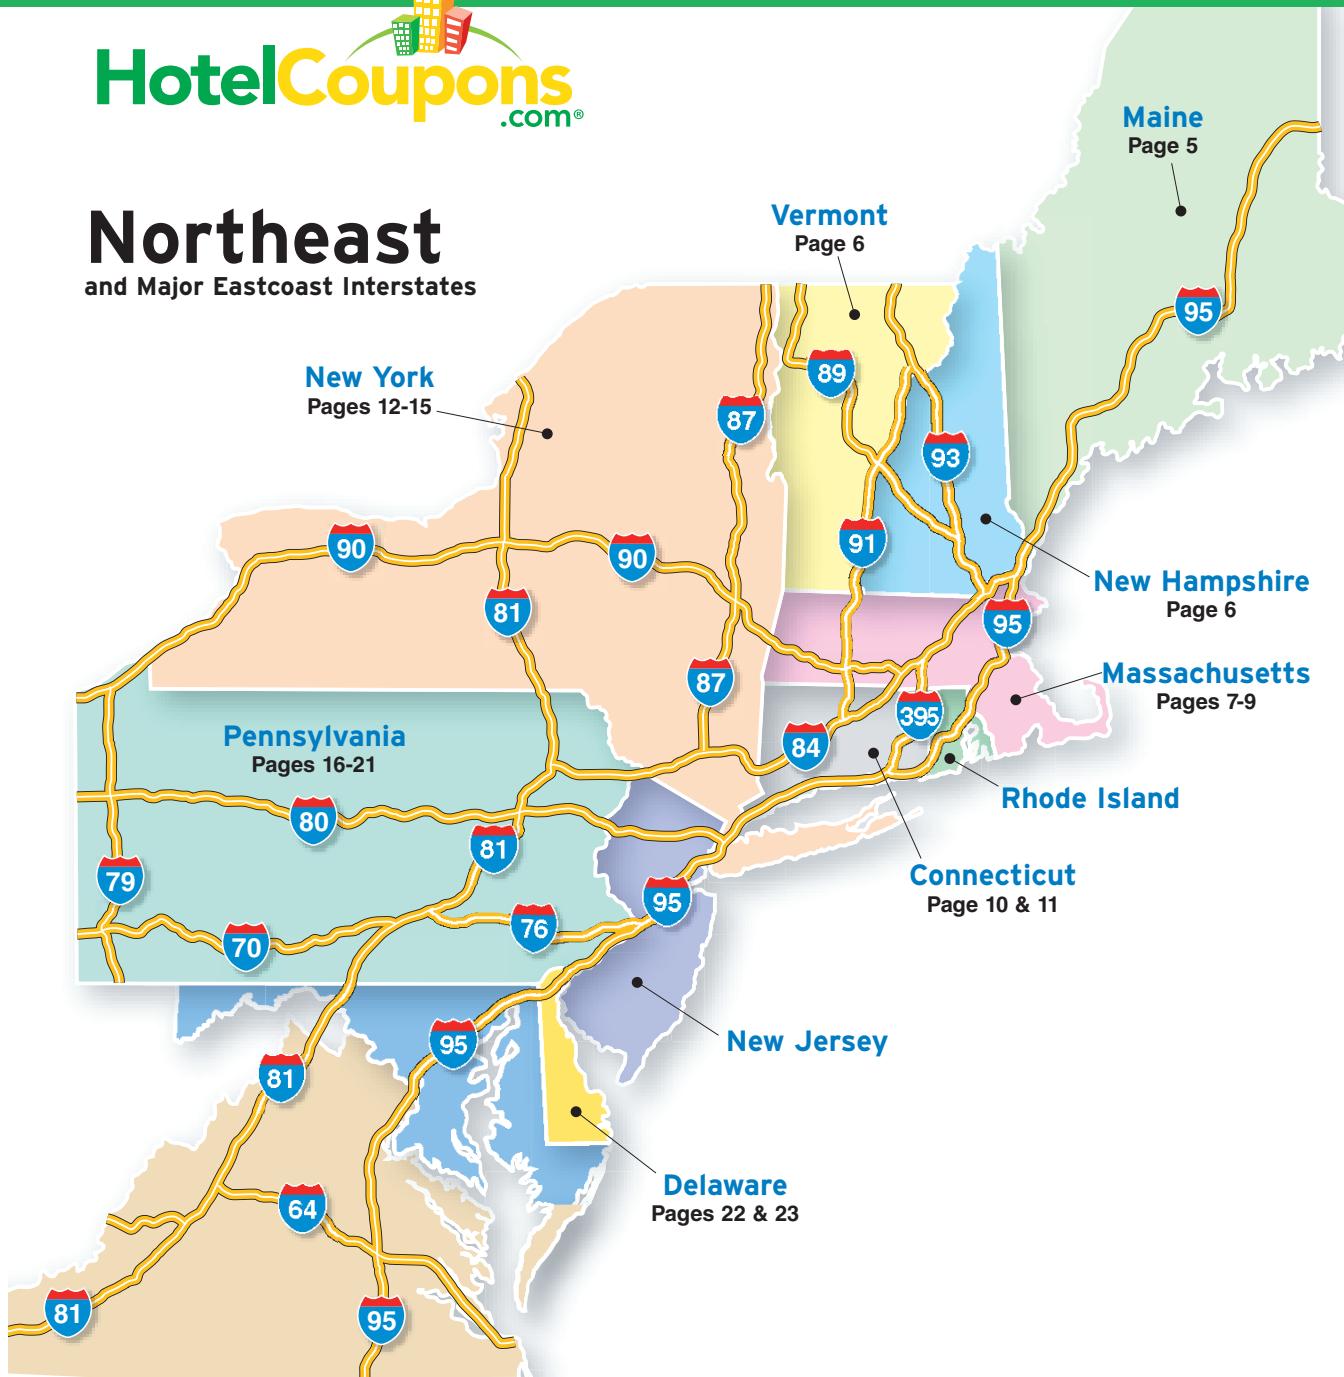 HotelCoupons
.com®
Northeast
and Major Eastcoast Interstates
Maine
Page 5
Vermont
Page 6
New York
Pages 12-15
95
89
87
93
90
90
91
81
New Hampshire
Page 6
95
87
Massachusetts
Pages 7-9
395
84
Pennsylvania
Pages 16-21
Rhode Island
80
81
79
Connecticut
Page 10 & 11
95
76
70
New Jersey
95
81
Delaware
Pages 22 & 23
64
81
95